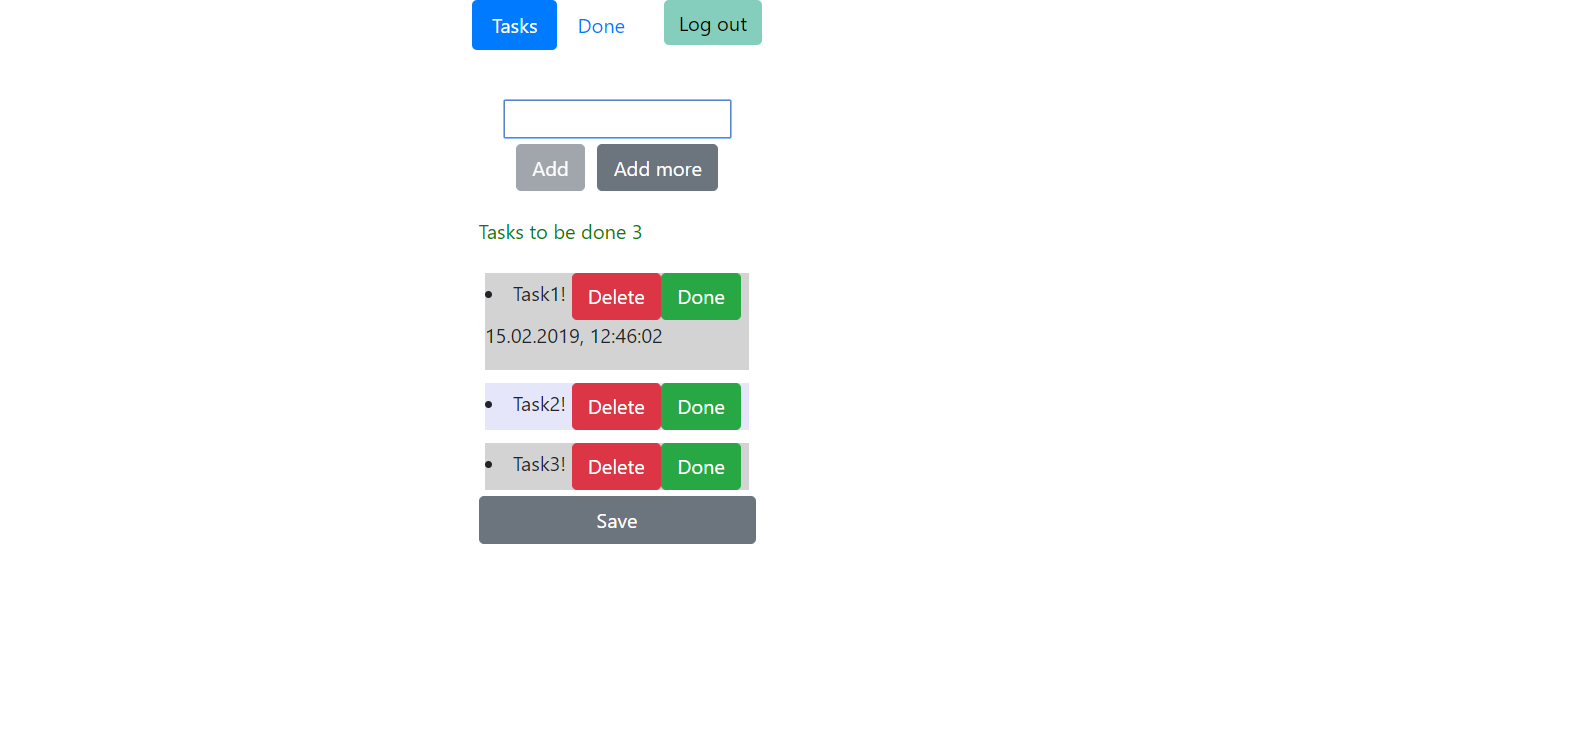 Tasks Done Log out
Add Add more
Tasks to be done 3
Task1! Delete Done
15.02.2019, 12:46:02
Task2! Delete Done
Task3! Delete Done
Save